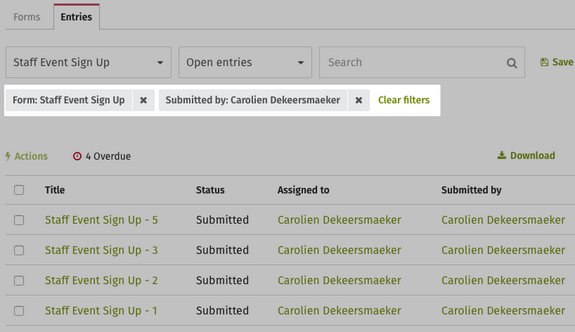 Forms Entries
Staff Event Sign Up Open entries Search Save
Form: Staff Event Sign Up ✖ Submitted by: Carolien Dekeersmaeker ✖ Clear filters
Actions 4 Overdue Download
Title Status Assigned to Submitted by
Staff Event Sign Up - 5 Submitted Carolien Dekeersmaeker Carolien Dekeersmaeker
Staff Event Sign Up - 3 Submitted Carolien Dekeersmaeker Carolien Dekeersmaeker
Staff Event Sign Up - 2 Submitted Carolien Dekeersmaeker Carolien Dekeersmaeker
Staff Event Sign Up - 1 Submitted Carolien Dekeersmaeker Carolien Dekeersmaeker